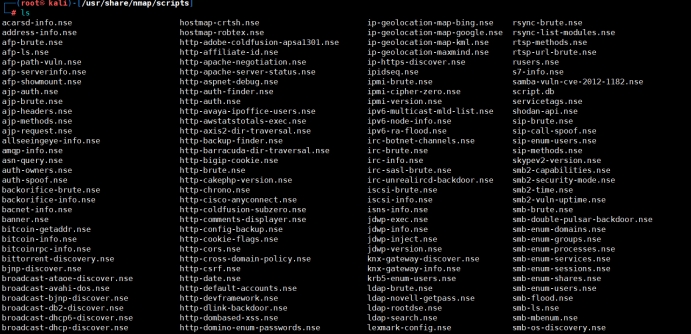 (root㉿kali)-[/usr/share/nmap/scripts]
# ls
acarsd-info.nse hostmap-crtsh.nse ip-geolocation-map-bing.nse rsync-brute.nse
address-info.nse hostmap-robtex.nse ip-geolocation-map-google.nse rsync-list-modules.nse
afp-brute.nse http-adobe-coldfusion-apsa1301.nse ip-geolocation-map-kml.nse rtsp-methods.nse
afp-ls.nse http-affiliate-id.nse ip-geolocation-maxmind.nse rtsp-url-brute.nse
afp-path-vuln.nse http-apache-negotiation.nse ip-https-discover.nse rusers.nse
afp-serverinfo.nse http-apache-server-status.nse ipidseq.nse s7-info.nse
afp-showmount.nse http-aspnet-debug.nse ipmi-brute.nse samba-vuln-cve-2012-1182.nse
ajp-auth.nse http-auth-finder.nse ipmi-cipher-zero.nse script.db
ajp-brute.nse http-auth.nse ipmi-version.nse servicetags.nse
ajp-headers.nse http-avaya-ipoffice-users.nse ipv6-multicast-mld-list.nse shodan-api.nse
ajp-methods.nse http-awstatstotals-exec.nse ipv6-node-info.nse sip-brute.nse
ajp-request.nse http-axis2-dir-traversal.nse ipv6-ra-flood.nse sip-call-spoof.nse
allseeingeye-info.nse http-backup-finder.nse irc-botnet-channels.nse sip-enum-users.nse
amqp-info.nse http-barracuda-dir-traversal.nse irc-brute.nse sip-methods.nse
asn-query.nse http-bigip-cookie.nse irc-info.nse skypev2-version.nse
auth-owners.nse http-brute.nse irc-sasl-brute.nse smb2-capabilities.nse
auth-spoof.nse http-cakephp-version.nse irc-unrealircd-backdoor.nse smb2-security-mode.nse
backorifice-brute.nse http-chrono.nse iscsi-brute.nse smb2-time.nse
backorifice-info.nse http-cisco-anyconnect.nse iscsi-info.nse smb2-vuln-uptime.nse
bacnet-info.nse http-coldfusion-subzero.nse isns-info.nse smb-brute.nse
banner.nse http-comments-displayer.nse jdwp-exec.nse smb-double-pulsar-backdoor.nse
bitcoin-getaddr.nse http-config-backup.nse jdwp-info.nse smb-enum-domains.nse
bitcoin-info.nse http-cookie-flags.nse jdwp-inject.nse smb-enum-groups.nse
bitcoinrpc-info.nse http-cors.nse jdwp-version.nse smb-enum-processes.nse
bittorrent-discovery.nse http-cross-domain-policy.nse knx-gateway-discover.nse smb-enum-services.nse
bjnp-discover.nse http-csrf.nse knx-gateway-info.nse smb-enum-sessions.nse
broadcast-ataoe-discover.nse http-date.nse krb5-enum-users.nse smb-enum-shares.nse
broadcast-avahi-dos.nse http-default-accounts.nse ldap-brute.nse smb-enum-users.nse
broadcast-bjnp-discover.nse http-devframework.nse ldap-novell-getpass.nse smb-flood.nse
broadcast-db2-discover.nse http-dlink-backdoor.nse ldap-rootdse.nse smb-ls.nse
broadcast-dhcp6-discover.nse http-dombased-xss.nse ldap-search.nse smb-mbenum.nse
broadcast-dhcp-discover.nse http-domino-enum-passwords.nse lexmark-config.nse smb-os-discovery.nse